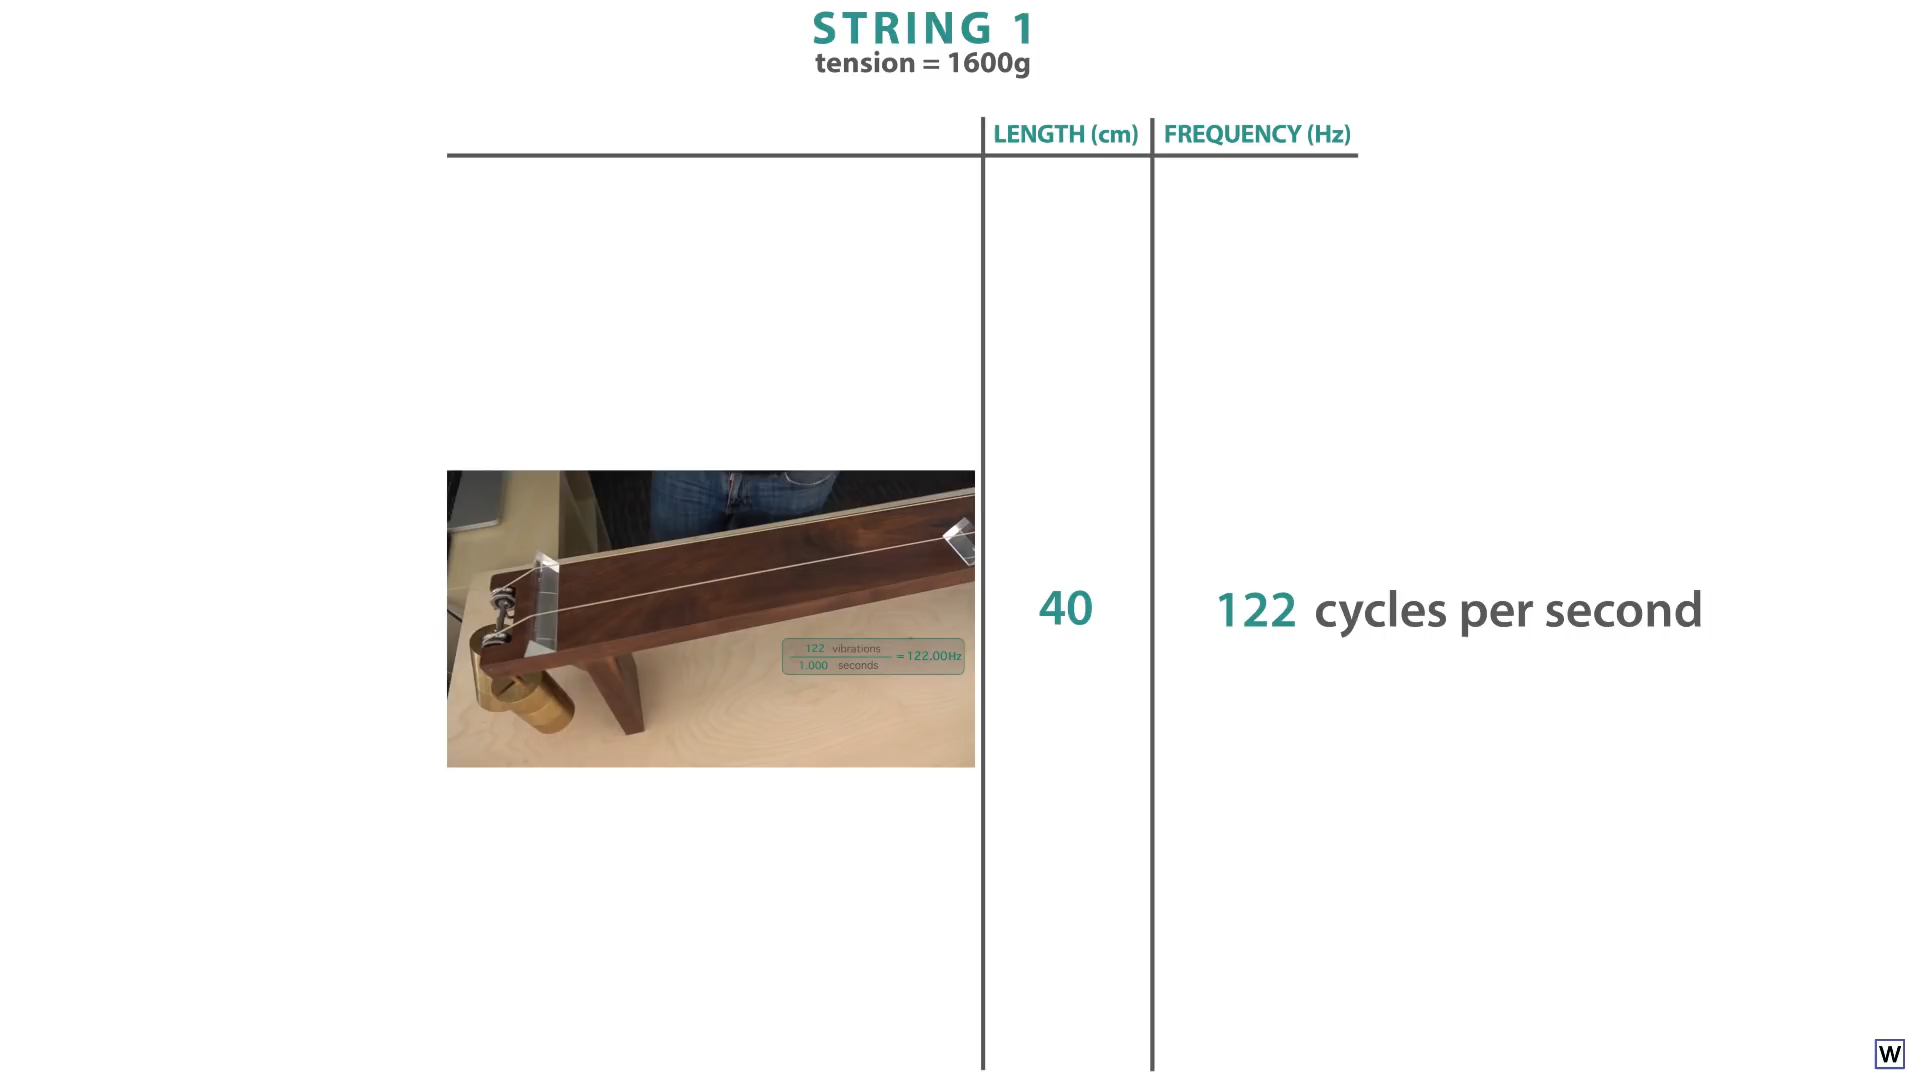 STRING 1
tension = 1600g
LENGTH (cm) FREQUENCY (Hz)
40 122 cycles per second
122 vibrations
1.000 seconds
= 122.00Hz
W